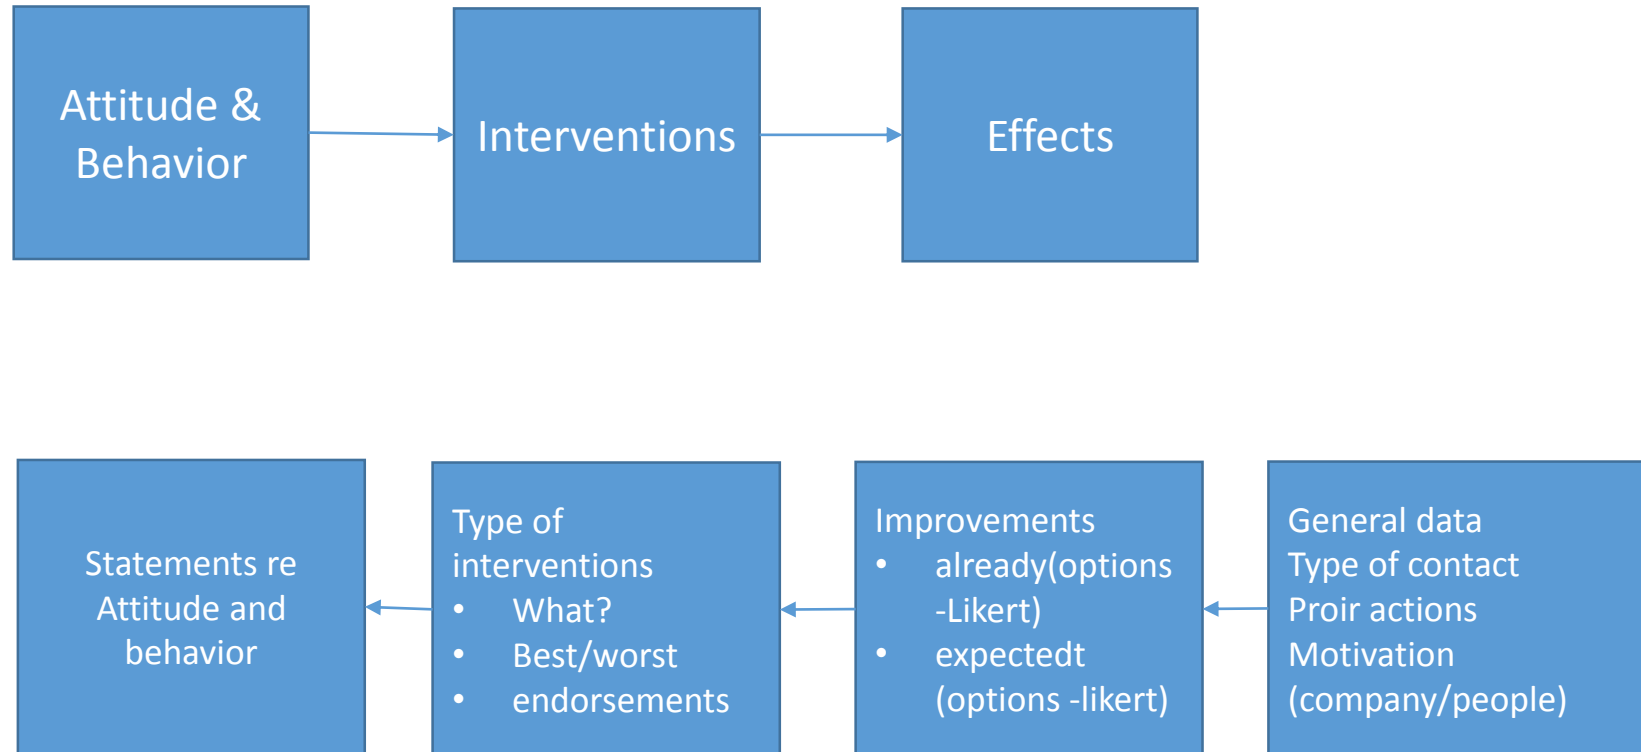 Attitude &
Behavior
Interventions
Effects
Statements re
Attitude and
behavior
Type of
interventions
• What?
• Best/worst
• endorsements
Improvements
• already(options
-Likert)
• expectedt
(options -likert)
General data
Type of contact
Proir actions
Motivation
(company/people)